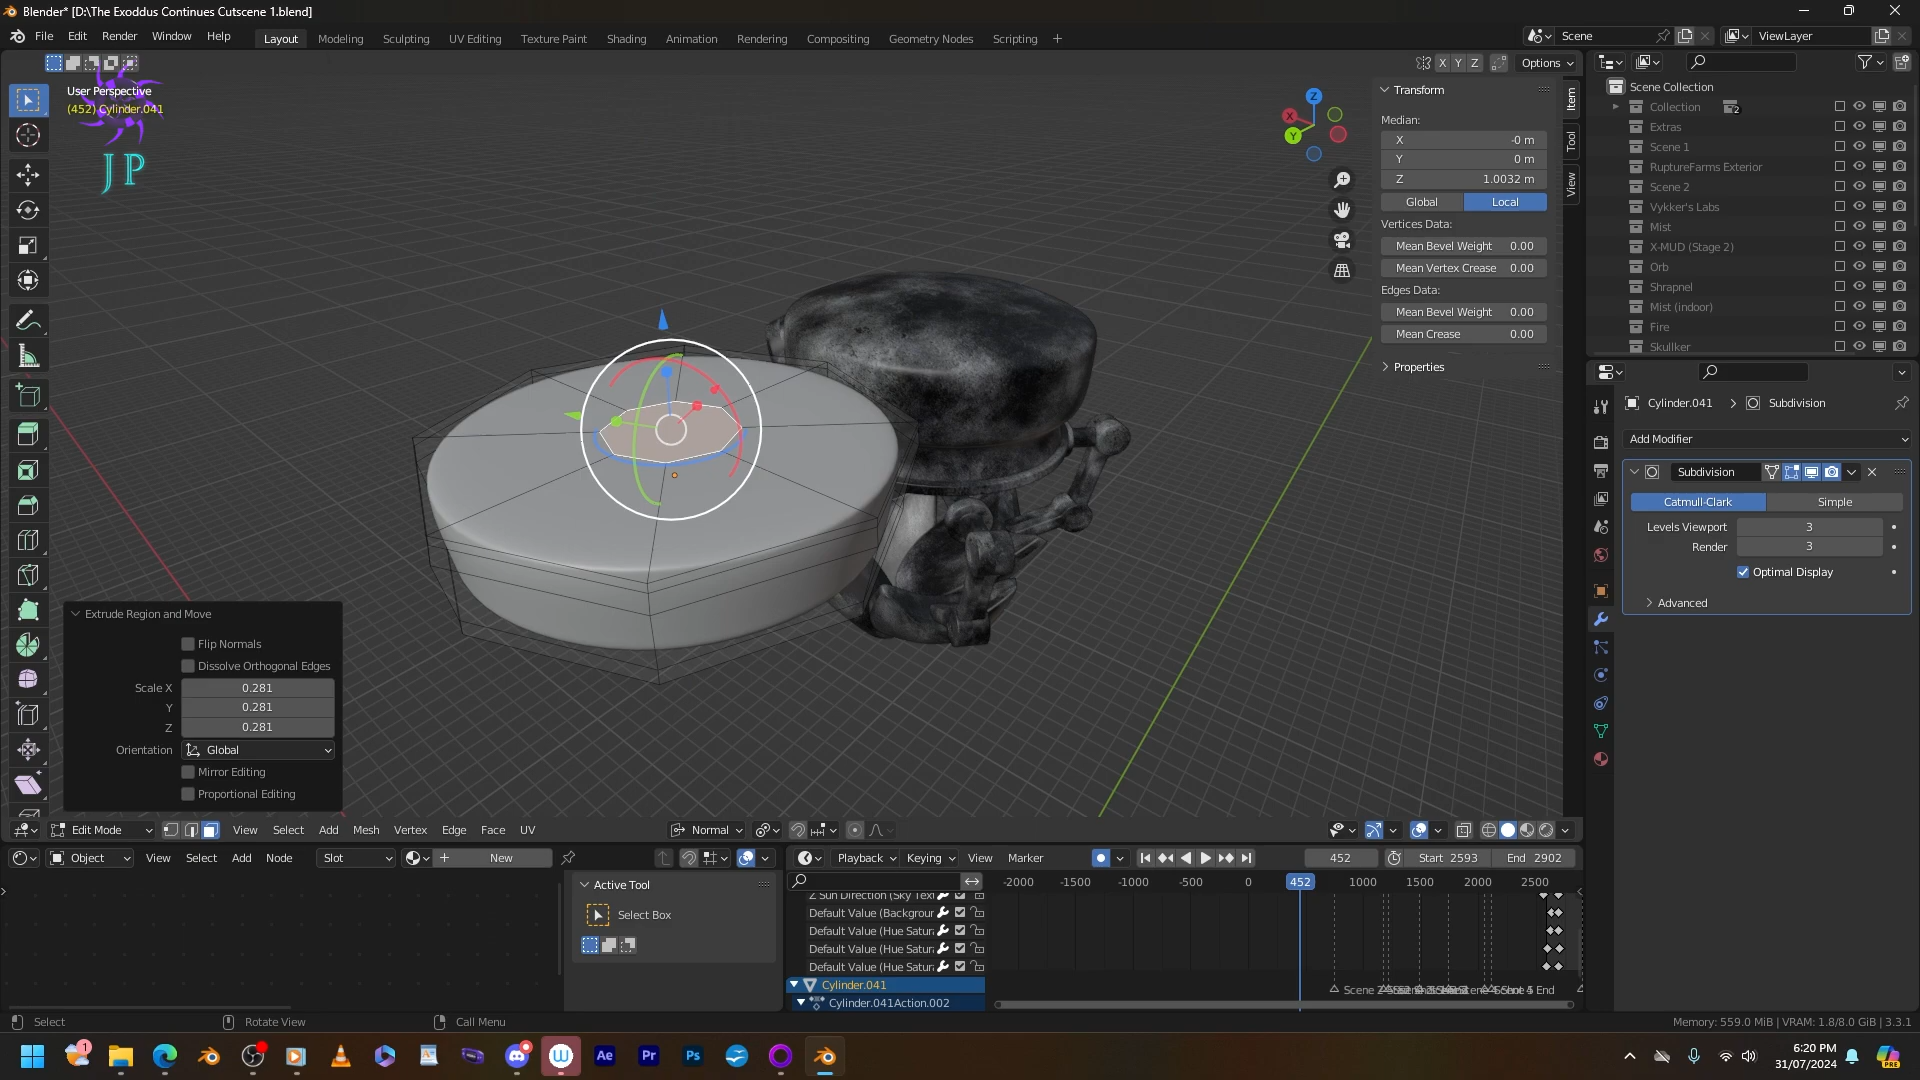 Blender* [D:\The Exoddus Continues Cutscene 1.blend]
File Edit Render Window Help Layout Modeling Sculpting UV Editing Texture Paint Shading Animation Rendering Compositing Geometry Nodes Scripting + Scene ViewLayer
X Y Z Options
User Perspective
(452) Cylinder.041
JP
Z
X
Y
Transform
Median:
X -0 m
Y 0 m
Z 1.0032 m
Global Local
Vertices Data:
Mean Bevel Weight 0.00
Mean Vertex Crease 0.00
Edges Data:
Mean Bevel Weight 0.00
Mean Crease 0.00
Properties
Item
Tool
View
Scene Collection
Collection 2
Extras
Scene 1
RuptureFarms Exterior
Scene 2
Vykker's Labs
Mist
X-MUD (Stage 2)
Orb
Shrapnel
Mist (indoor)
Fire
Skullker
Cylinder.041 Subdivision
Add Modifier
Subdivision
Catmull-Clark Simple
Levels Viewport 3
Render 3
Optimal Display
Advanced
Extrude Region and Move
Flip Normals
Dissolve Orthogonal Edges
Scale X 0.281
Y 0.281
Z 0.281
Orientation Global
Mirror Editing
Proportional Editing
Edit Mode View Select Add Mesh Vertex Edge Face UV Normal
Object View Select Add Node Slot New
Active Tool
Select Box
Playback Keying View Marker 452 Start 2593 End 2902
-2000 -1500 -1000 -500 0 452 1000 1500 2000 2500
Default Value (Backgrour
Default Value (Hue Satur
Default Value (Hue Satur
Default Value (Hue Satur
Cylinder.041
Cylinder.041Action.002
Select Rotate View Call Menu Memory: 559.0 MiB | VRAM: 1.8/8.0 GiB | 3.3.1
1
W Ae Pr Ps
6:20 PM
31/07/2024
PRE